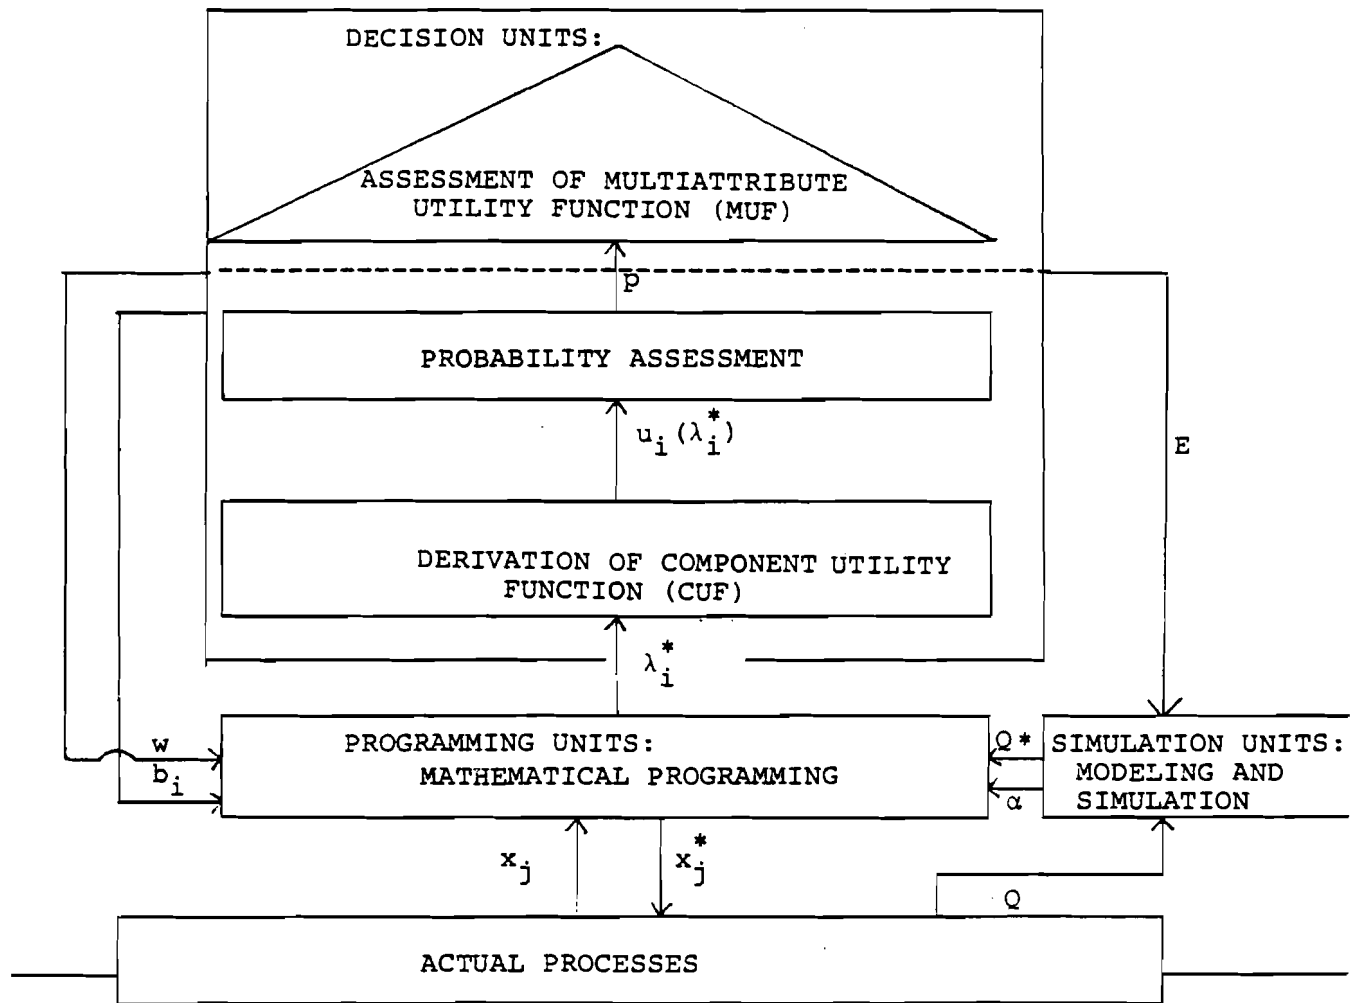 DECISION UNITS:
ASSESSMENT OF MULTIATTRIBUTE
UTILITY FUNCTION (MUF)
p
PROBABILITY ASSESSMENT
u_i(λ_i^*)
E
DERIVATION OF COMPONENT UTILITY
FUNCTION (CUF)
λ_i^*
w
b_i
PROGRAMMING UNITS:
MATHEMATICAL PROGRAMMING
Q*
α
SIMULATION UNITS:
MODELING AND
SIMULATION
x_j
x_j^*
Q
ACTUAL PROCESSES